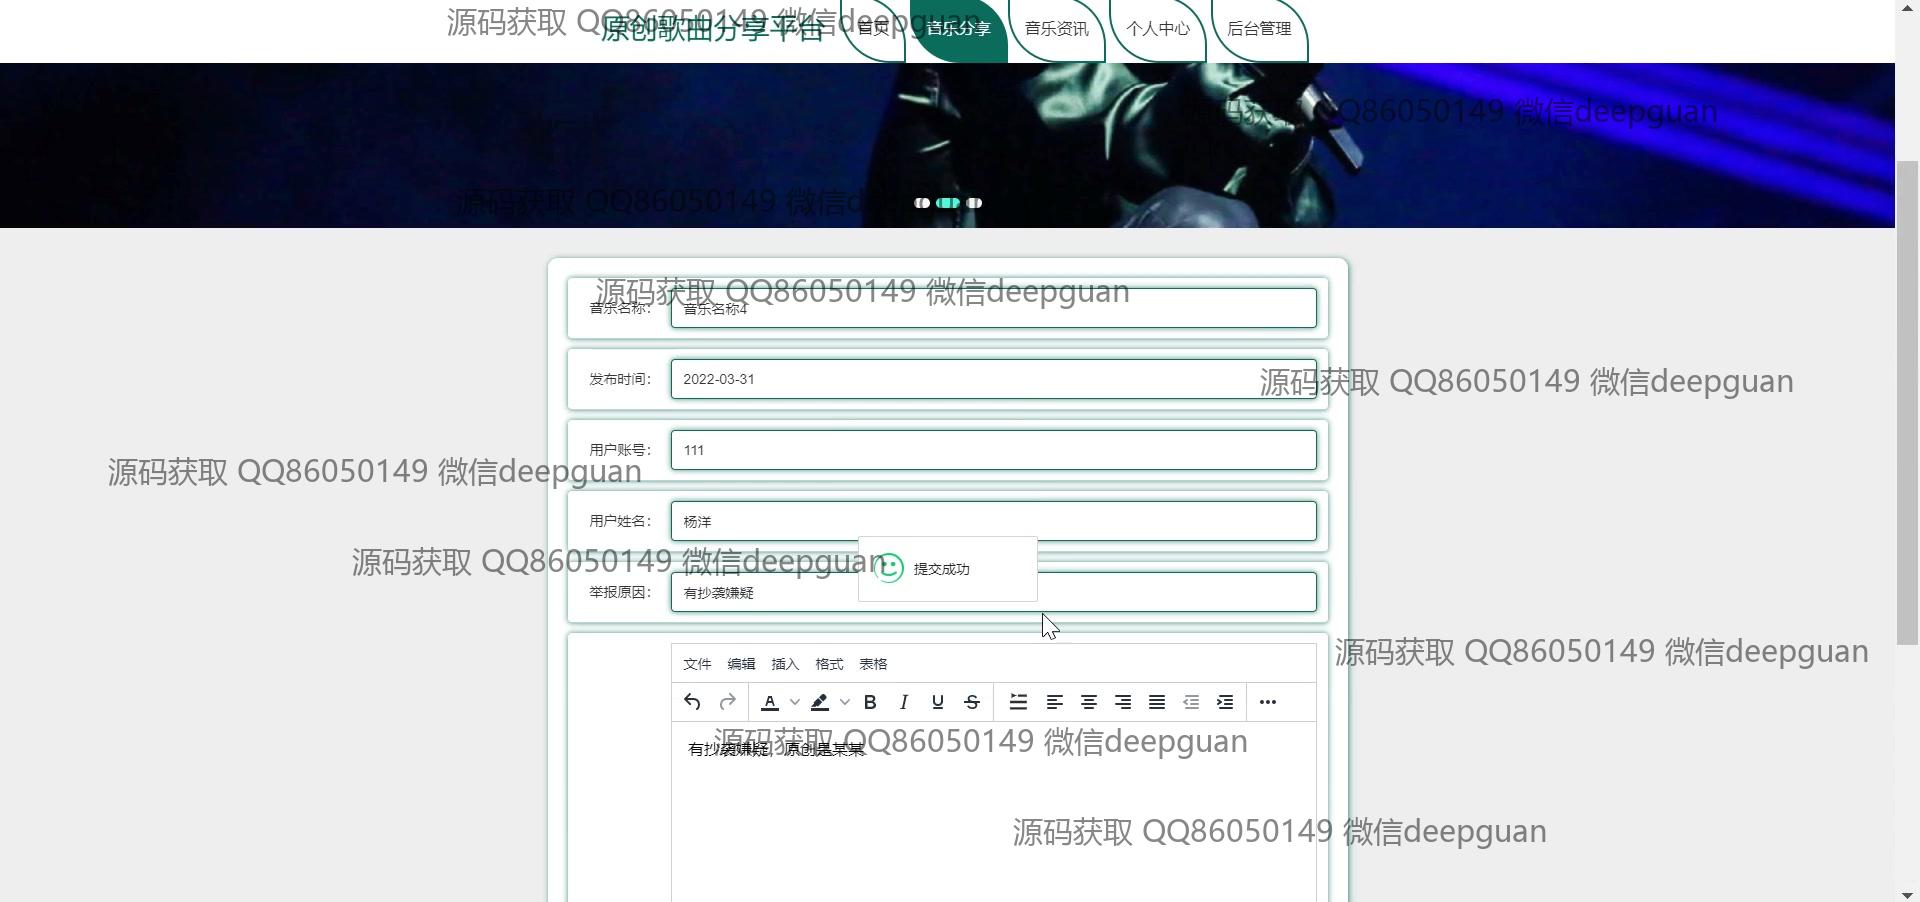 原创歌曲分享平台 首页 音乐分享 音乐资讯 个人中心 后台管理
源码获取 QQ86050149 微信deepguan
源码获取 QQ86050149 微信deepguan
源码获取 QQ86050149 微信deepguan
源码获取 QQ86050149 微信deepguan
音乐名称： 音乐名称4
发布时间： 2022-03-31
源码获取 QQ86050149 微信deepguan
用户账号： 111
源码获取 QQ86050149 微信deepguan
用户姓名： 杨洋
源码获取 QQ86050149 微信deepguan
提交成功
举报原因： 有抄袭嫌疑
源码获取 QQ86050149 微信deepguan
文件 编辑 插入 格式 表格
A B I U S
源码获取 QQ86050149 微信deepguan
有抄袭嫌疑，原创是某某
源码获取 QQ86050149 微信deepguan